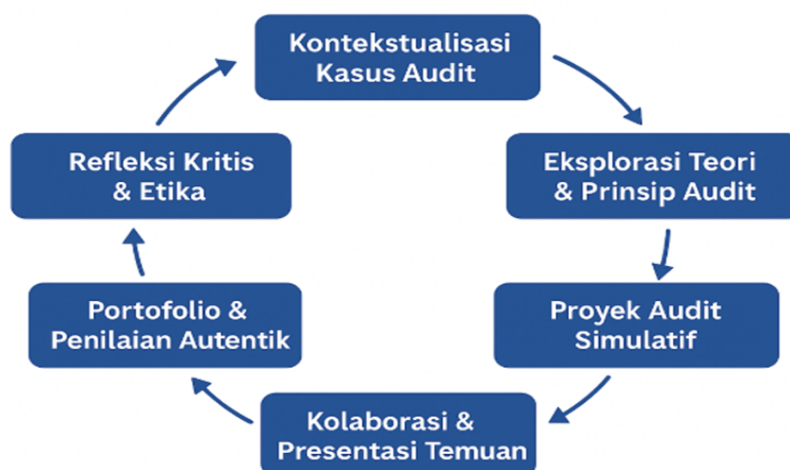 Kontekstualisasi
Kasus Audit
Eksplorasi Teori
& Prinsip Audit
Proyek Audit
Simulatif
Kolaborasi &
Presentasi Temuan
Portofolio &
Penilaian Autentik
Refleksi Kritis
& Etika